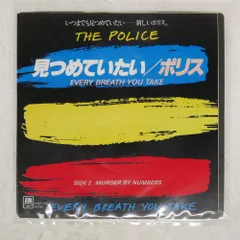 いつまでも見つめていたい——新しいポリス。
THE POLICE
見つめていたい/ポリス
EVERY BREATH YOU TAKE
SIDE 2 : MURDER BY NUMBERS
EVERY BREATH YOU TAKE